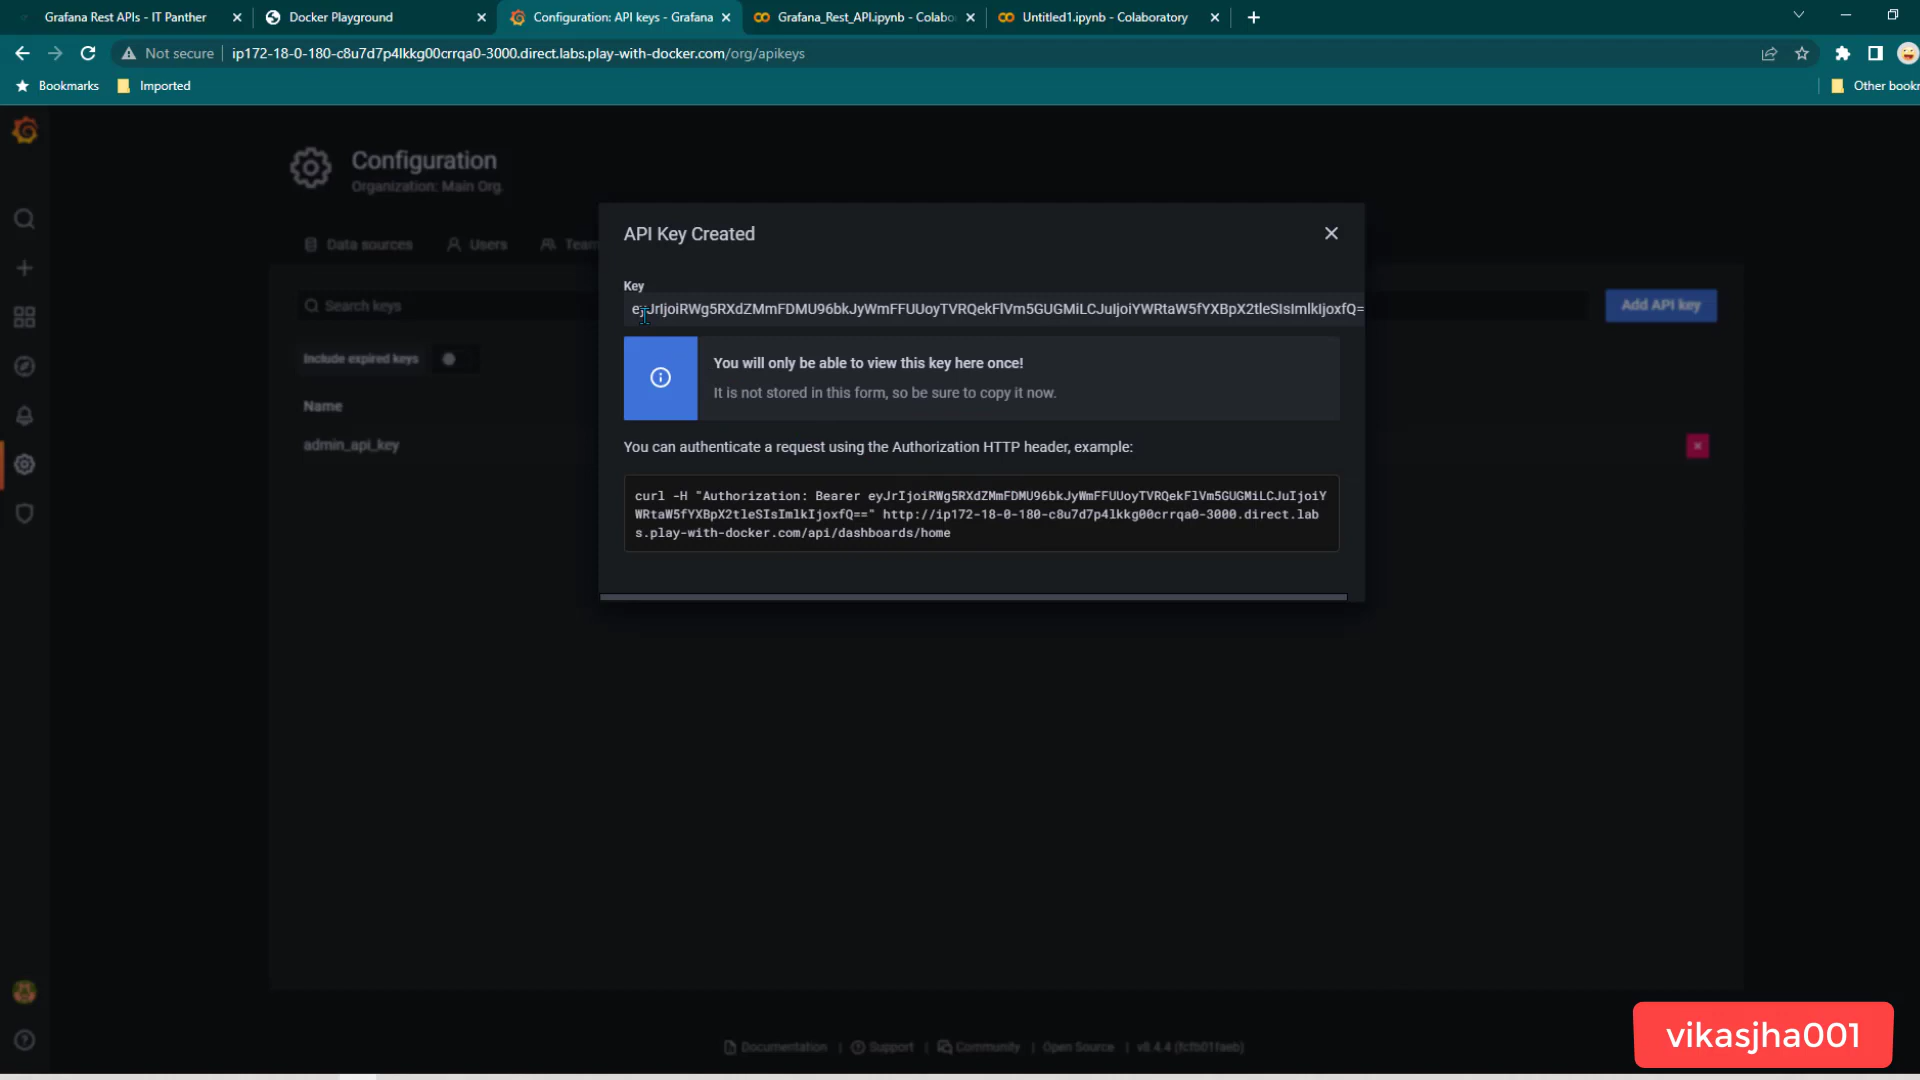 Grafana Rest APIs - IT Panther
Docker Playground
Configuration: API keys - Grafana
Grafana_Rest_API.ipynb - Colabo
Untitled1.ipynb - Colaboratory
Not secure
ip172-18-0-180-c8u7d7p4lkkg00crrqa0-3000.direct.labs.play-with-docker.com/org/apikeys
Bookmarks
Imported
Other bookm
Configuration
Organization: Main Org.
Data sources
Users
Team
API Key Created
Key
eyJrIjoiRWg5RXdZMmFDMU96bkJyWmFFUUoyTVRQekFlVm5GUGMiLCJuIjoiYWRtaW5fYXBpX2tleSIsImlkIjoxfQ=
Search keys
Add API key
Include expired keys
You will only be able to view this key here once!
It is not stored in this form, so be sure to copy it now.
Name
admin_api_key
You can authenticate a request using the Authorization HTTP header, example:
curl -H "Authorization: Bearer eyJrIjoiRWg5RXdZMmFDMU96bkJyWmFFUUoyTVRQekFlVm5GUGMiLCJuIjoiY
WRtaW5fYXBpX2tleSIsImlkIjoxfQ==" http://ip172-18-0-180-c8u7d7p4lkkg00crrqa0-3000.direct.lab
s.play-with-docker.com/api/dashboards/home
Documentation | Support | Community | Open Source | v8.4.4 (fcfb01faeb)
vikasjha001